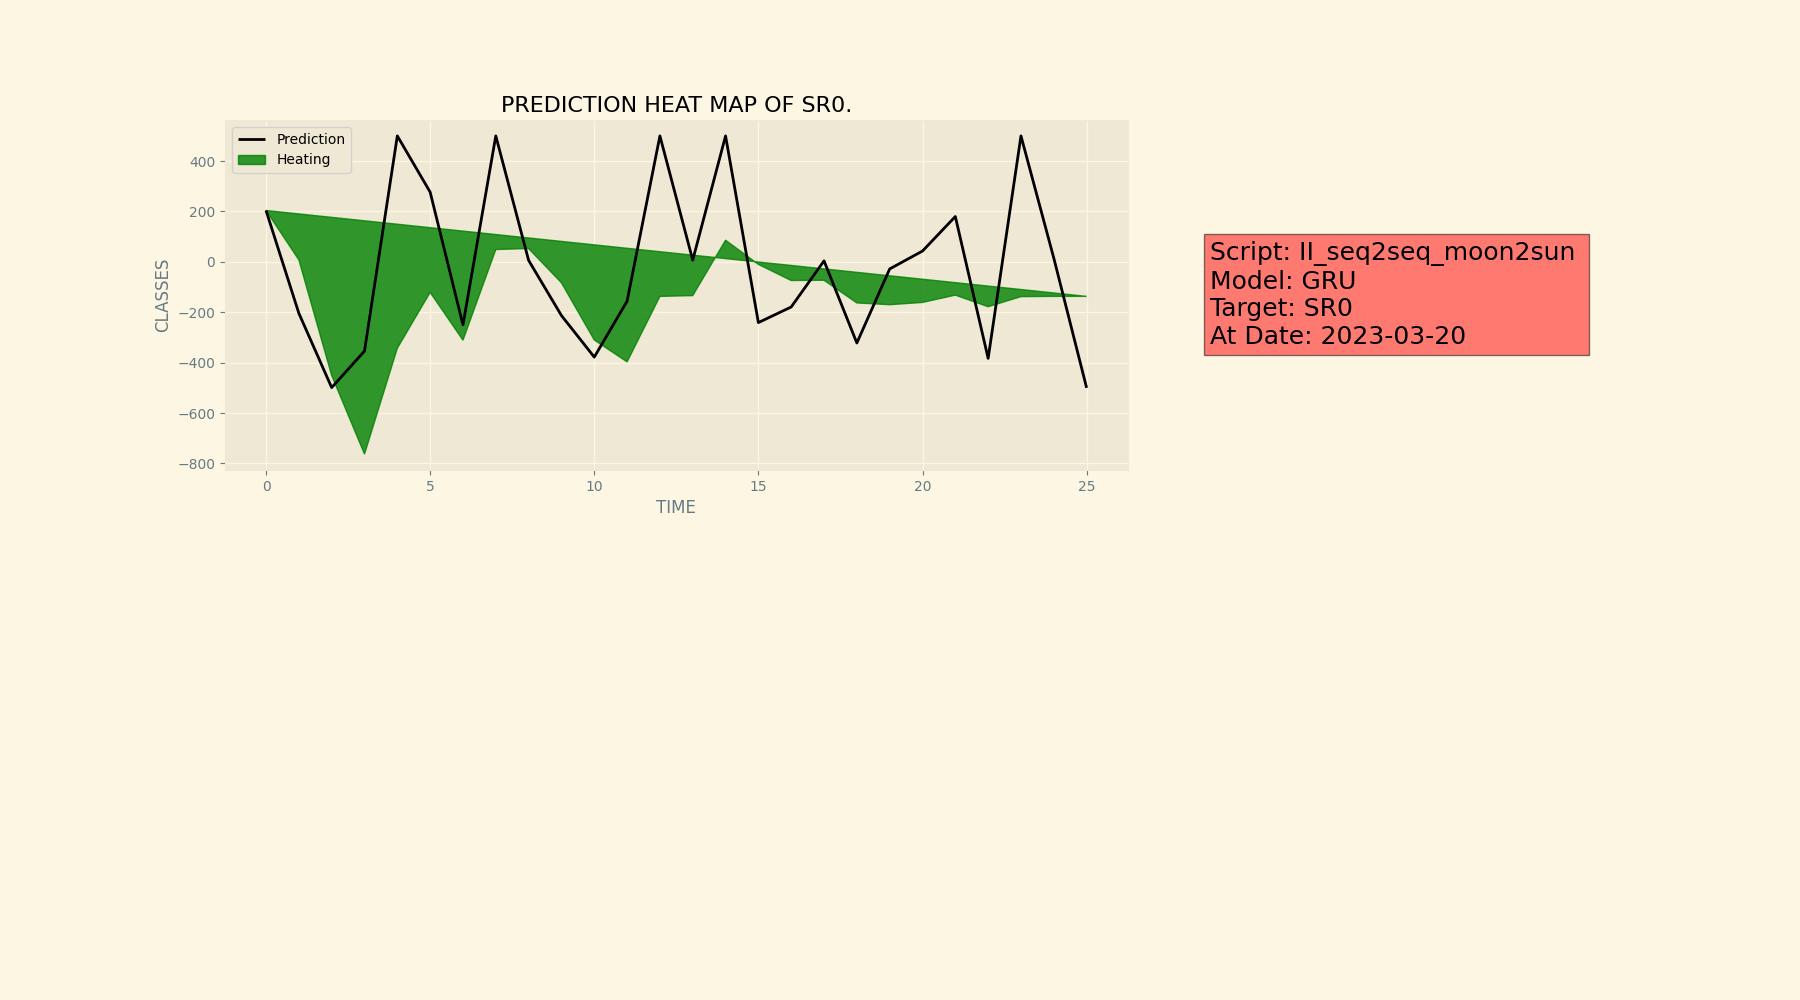 PREDICTION HEAT MAP OF SR0.
Prediction
Heating
CLASSES
400
200
0
−200
−400
−600
−800
0 5 10 15 20 25
TIME
Script: II_seq2seq_moon2sun
Model: GRU
Target: SR0
At Date: 2023-03-20